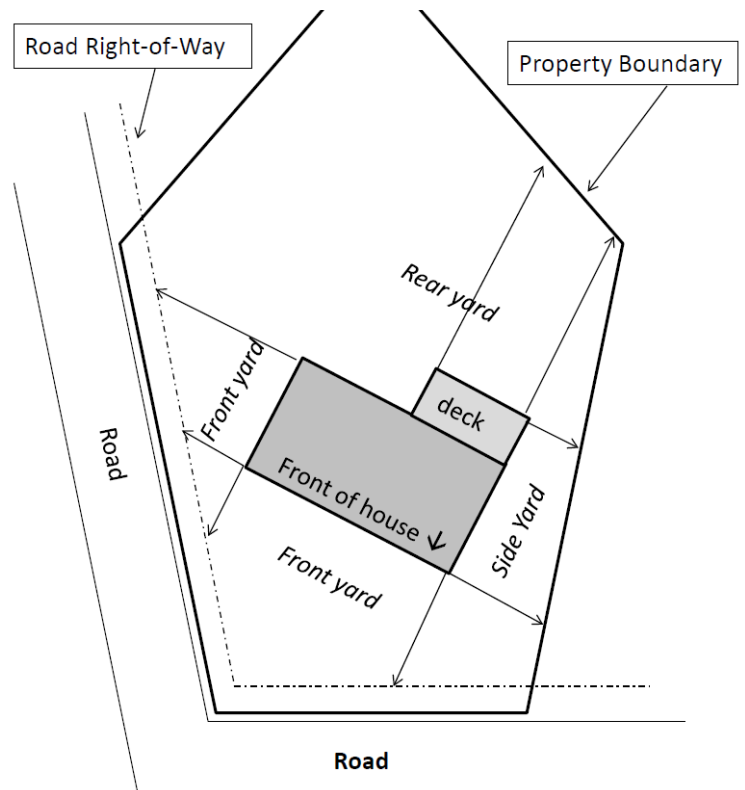 Road Right-of-Way
Property Boundary
Rear yard
Front yard
deck
Road
Front of house
Side Yard
Front yard
Road